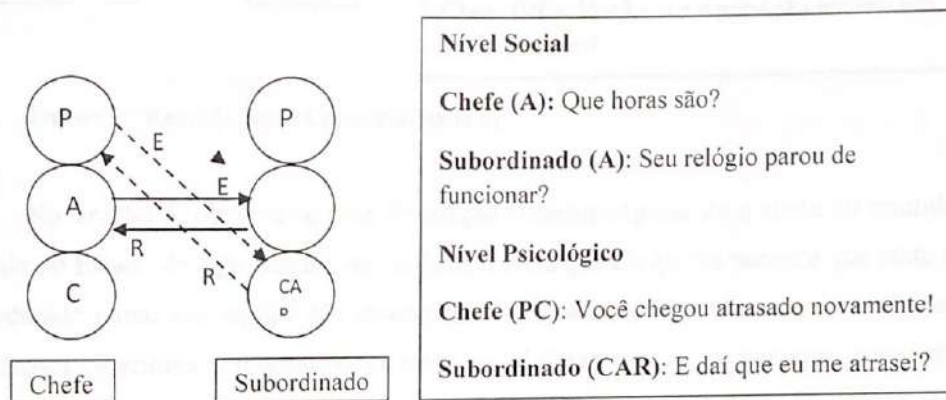 P
P
E
E
A
R
R
C
CA
Chefe
Subordinado
Nível Social
Chefe (A): Que horas são?
Subordinado (A): Seu relógio parou de
funcionar?
Nível Psicológico
Chefe (PC): Você chegou atrasado novamente!
Subordinado (CAR): E daí que eu me atrasei?